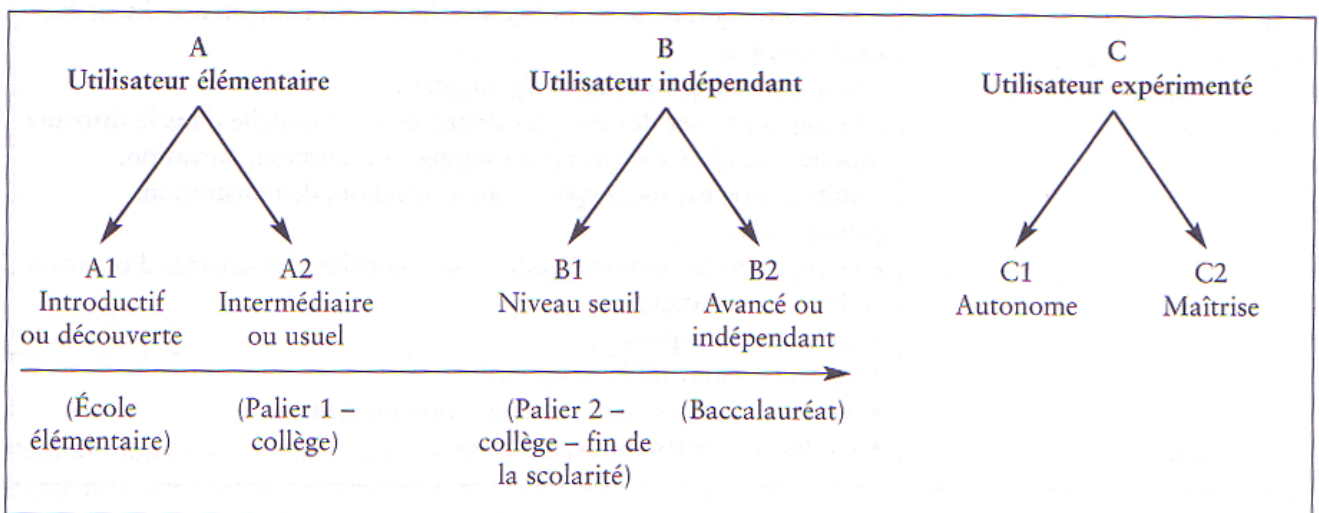 A
Utilisateur élémentaire
B
Utilisateur indépendant
C
Utilisateur expérimenté
A1
Introductif
ou découverte
A2
Intermédiaire
ou usuel
B1
Niveau seuil
B2
Avancé ou
indépendant
C1
Autonome
C2
Maîtrise
(École
élémentaire)
(Palier 1 –
collège)
(Palier 2 –
collège – fin de
la scolarité)
(Baccalauréat)